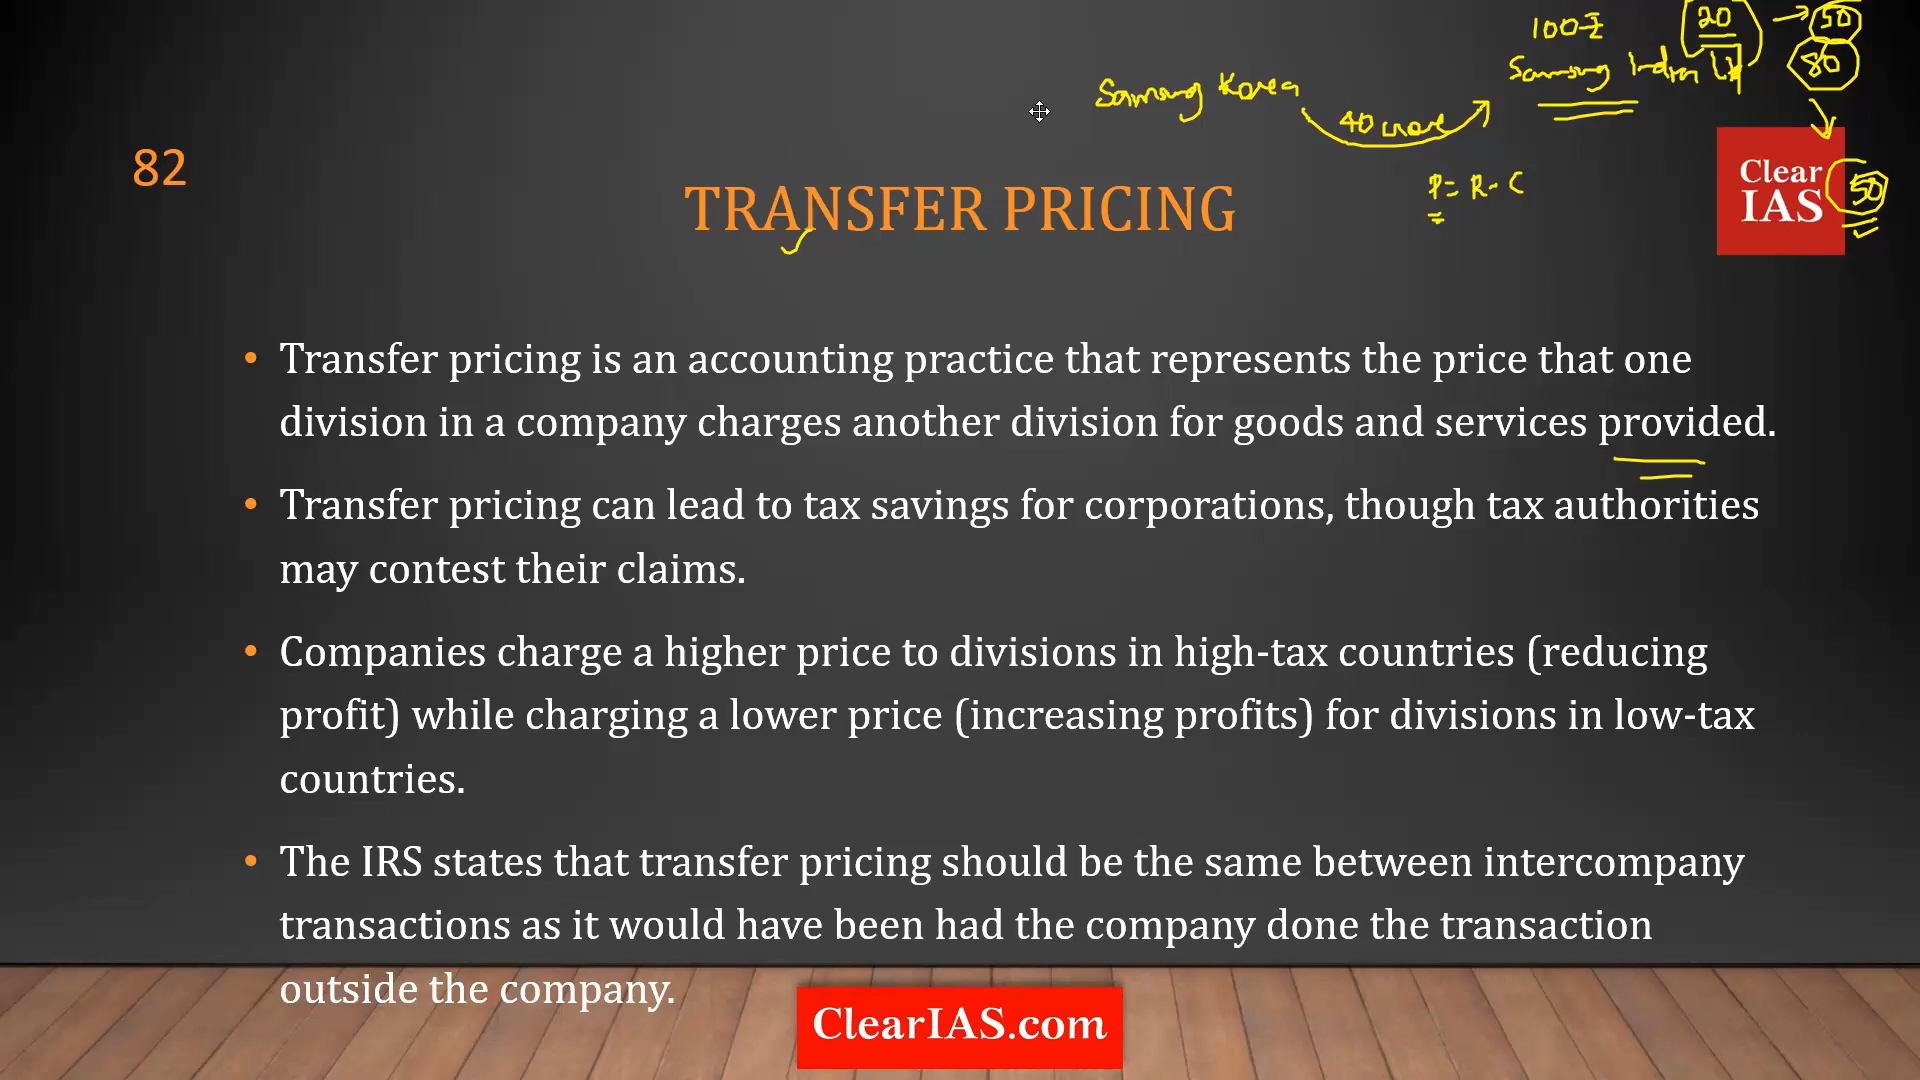 100₹ 20 → 50
Samsung India 80
Samsung Korea
40 crore
82
Clear
IAS
50
P = R - C
TRANSFER PRICING
• Transfer pricing is an accounting practice that represents the price that one
division in a company charges another division for goods and services provided.
• Transfer pricing can lead to tax savings for corporations, though tax authorities
may contest their claims.
• Companies charge a higher price to divisions in high-tax countries (reducing
profit) while charging a lower price (increasing profits) for divisions in low-tax
countries.
• The IRS states that transfer pricing should be the same between intercompany
transactions as it would have been had the company done the transaction
outside the company.
ClearIAS.com